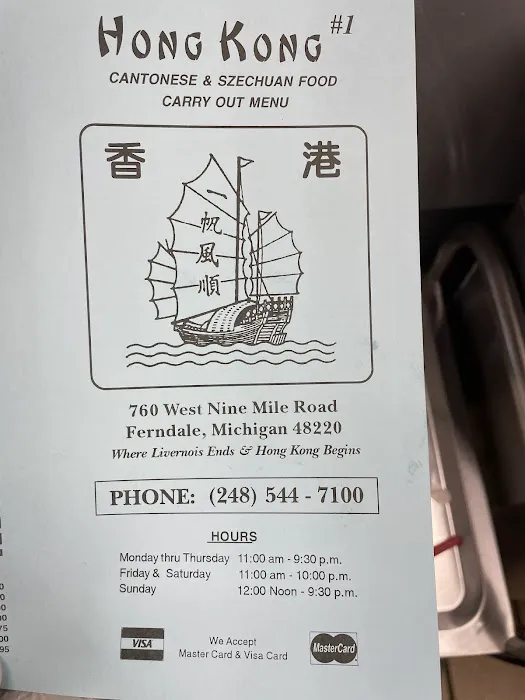 HONG KONG #1
CANTONESE & SZECHUAN FOOD
CARRY OUT MENU
香 港
一
帆
風
順
760 West Nine Mile Road
Ferndale, Michigan 48220
Where Livernois Ends & Hong Kong Begins
PHONE: (248) 544 - 7100
HOURS
Monday thru Thursday 11:00 am - 9:30 p.m.
Friday & Saturday 11:00 am - 10:00 p.m.
Sunday 12:00 Noon - 9:30 p.m.
VISA
We Accept
Master Card & Visa Card
MasterCard